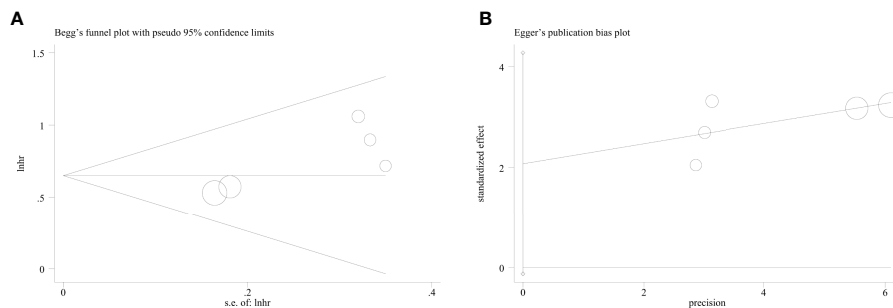 A
Begg's funnel plot with pseudo 95% confidence limits
1.5
1
.5
0
lnhr
0
.2
.4
s.e. of: lnhr
B
Egger's publication bias plot
4
2
0
standardized effect
0
2
4
6
precision